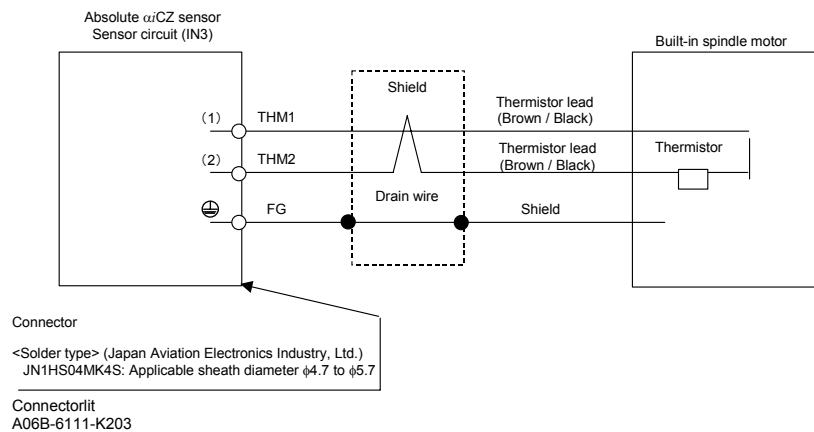 Absolute αiCZ sensor
Sensor circuit (IN3)
Built-in spindle motor
Shield
Thermistor lead
(Brown / Black)
(1) THM1
Thermistor lead
(Brown / Black)
Thermistor
(2) THM2
Drain wire
FG
Shield
Connector
<Solder type> (Japan Aviation Electronics Industry, Ltd.)
JN1HS04MK4S: Applicable sheath diameter φ4.7 to φ5.7
Connectorlit
A06B-6111-K203